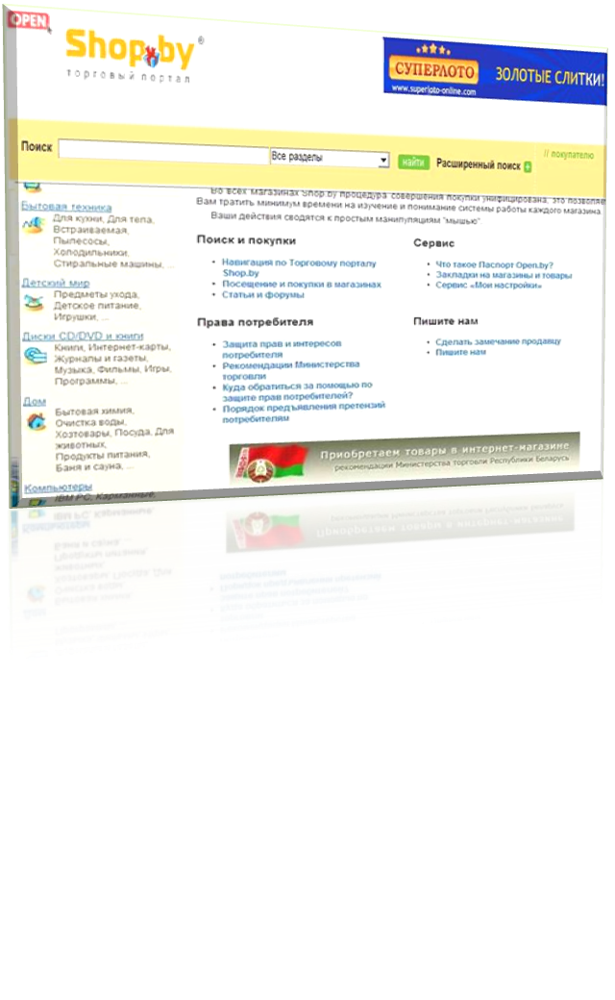 OPEN
Shop.by®
торговый портал
СУПЕРЛОТО
www.superloto-online.com
ЗОЛОТЫЕ СЛИТКИ!
Поиск
Все разделы
найти
Расширенный поиск
// покупателю
Во всех магазинах Shop.by процедура совершения покупки унифицирована, это позволяе
Вам тратить минимум времени на изучение и понимание системы работы каждого магазина.
Ваши действия сводятся к простым манипуляциям "мышью".
Бытовая техника
Для кухни, Для тела,
Встраиваемая,
Пылесосы,
Холодильники,
Стиральные машины, ...
Детский мир
Предметы ухода,
Детское питание,
Игрушки, ...
Диски CD/DVD и книги
Книги, Интернет-карты,
Журналы и газеты,
Музыка, Фильмы, Игры,
Программы, ...
Дом
Бытовая химия,
Очистка воды,
Хозтовары, Посуда, Для
животных,
Продукты питания,
Баня и сауна, ...
Компьютеры
IBM PC, Карманные,
Поиск и покупки
• Навигация по Торговому порталу
Shop.by
• Посещение и покупки в магазинах
• Статьи и форумы
Сервис
• Что такое Паспорт Open.by?
• Закладки на магазины и товары
• Сервис «Мои настройки»
Права потребителя
• Защита прав и интересов
потребителя
• Рекомендации Министерства
торговли
• Куда обратиться за помощью по
защите прав потребителей?
• Порядок предъявления претензий
потребителям
Пишите нам
• Сделать замечание продавцу
• Пишите нам
Приобретаем товары в интернет-магазине
рекомендации Министерства торговли Республики Беларусь